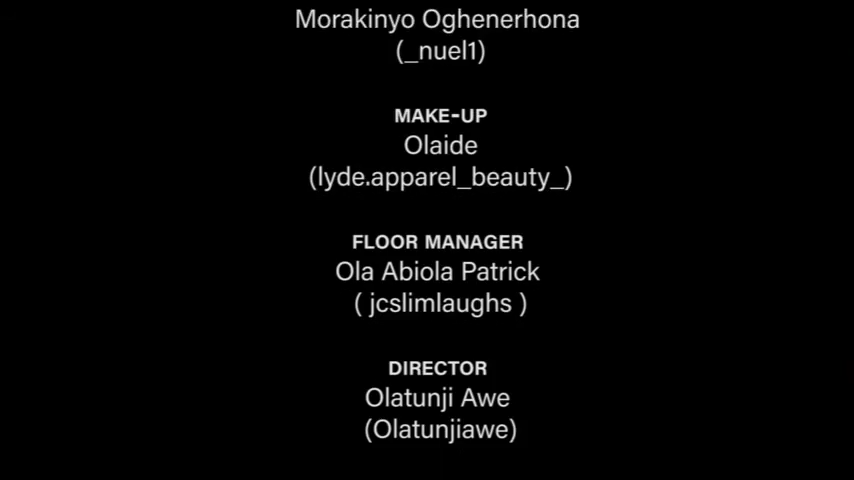 Morakinyo Oghenerhona
(_nuel1)
MAKE-UP
Olaide
(lyde.apparel_beauty_)
FLOOR MANAGER
Ola Abiola Patrick
( jcslimlaughs )
DIRECTOR
Olatunji Awe
(Olatunjiawe)